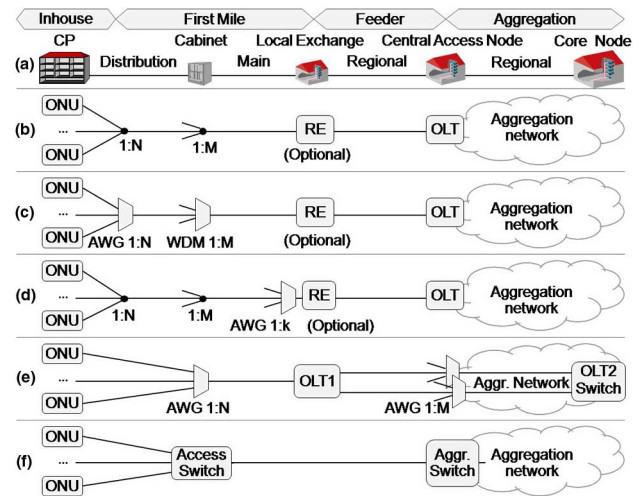 Inhouse First Mile Feeder Aggregation
CP Cabinet Local Exchange Central Access Node Core Node
(a) Distribution Main Regional Regional
ONU
(b) ... 1:N 1:M RE (Optional) OLT Aggregation network
ONU
ONU
(c) ... RE (Optional) OLT Aggregation network
ONU
AWG 1:N WDM 1:M
ONU
(d) ... 1:N 1:M RE (Optional) OLT Aggregation network
ONU
AWG 1:k
ONU
(e) ... OLT1 Aggr. Network OLT2 Switch
ONU
AWG 1:N AWG 1:M
ONU
(f) ... Access Switch Aggr. Switch Aggregation network
ONU